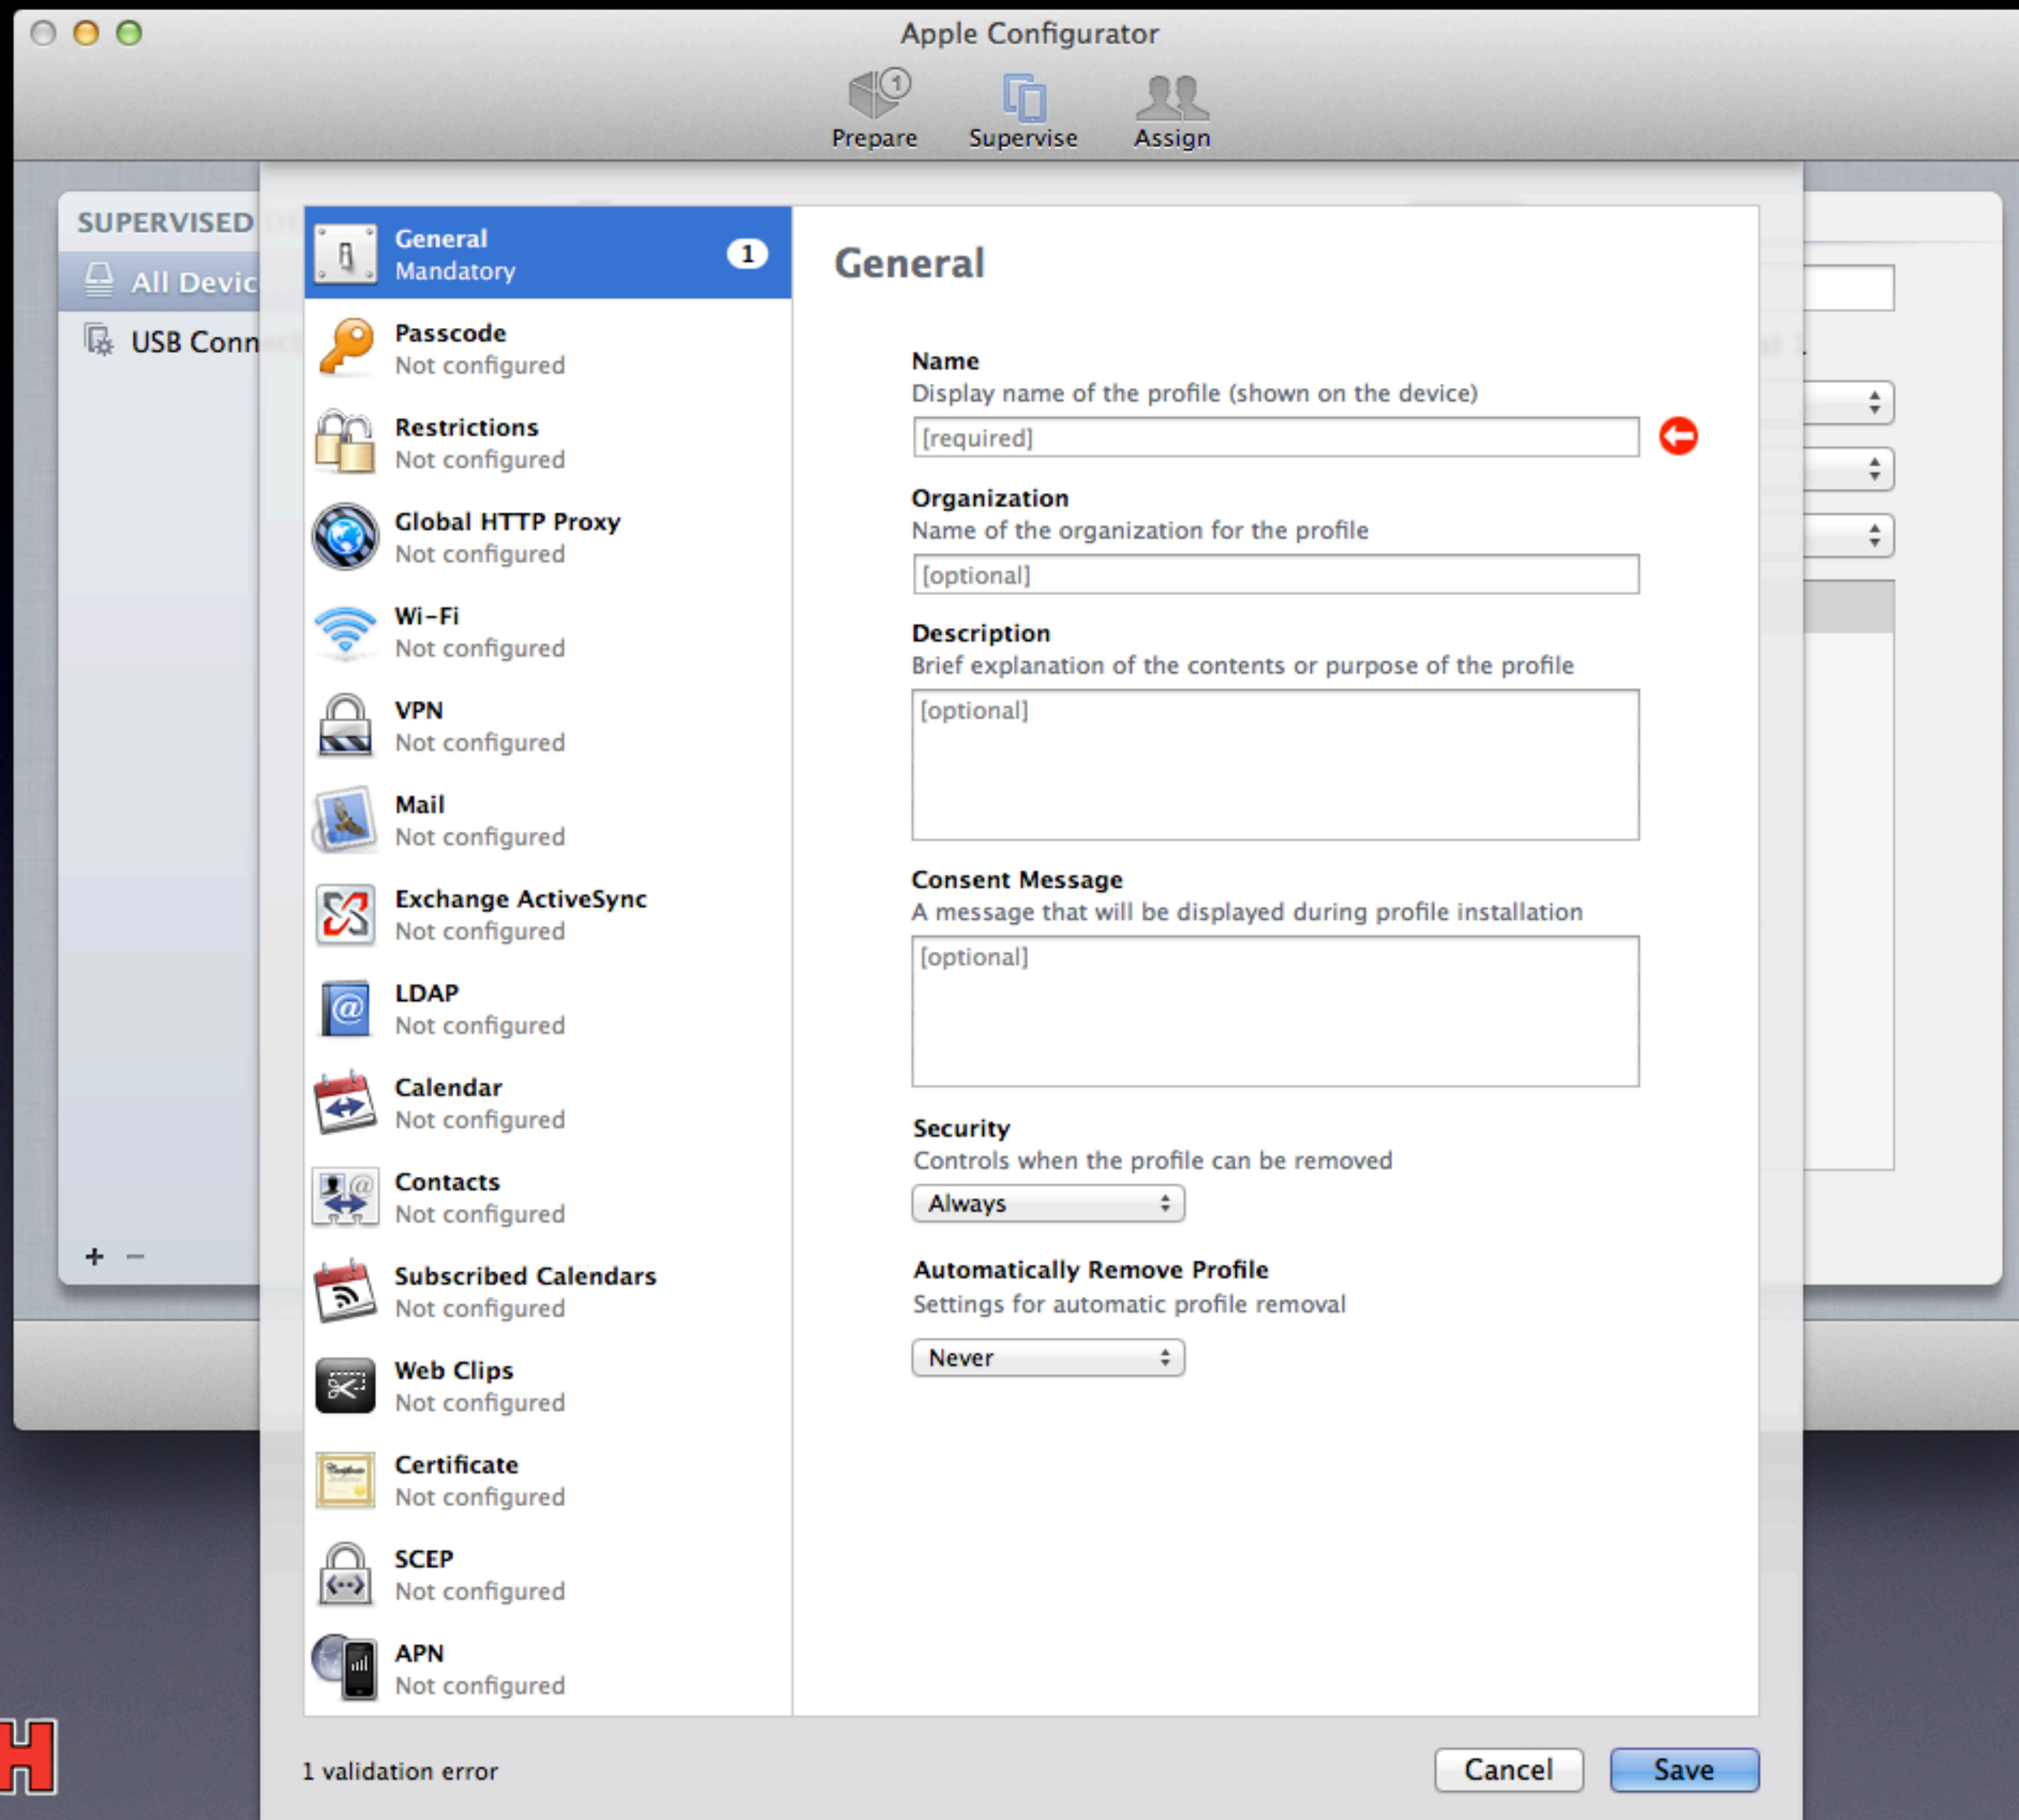 Apple Configurator
1
Prepare
Supervise
Assign
SUPERVISED
All Devic
USB Conn
General
Mandatory
1
Passcode
Not configured
Restrictions
Not configured
Global HTTP Proxy
Not configured
Wi-Fi
Not configured
VPN
Not configured
Mail
Not configured
Exchange ActiveSync
Not configured
LDAP
Not configured
Calendar
Not configured
Contacts
Not configured
Subscribed Calendars
Not configured
Web Clips
Not configured
Certificate
Not configured
SCEP
Not configured
APN
Not configured
General
Name
Display name of the profile (shown on the device)
[required]
Organization
Name of the organization for the profile
[optional]
Description
Brief explanation of the contents or purpose of the profile
[optional]
Consent Message
A message that will be displayed during profile installation
[optional]
Security
Controls when the profile can be removed
Always
Automatically Remove Profile
Settings for automatic profile removal
Never
+ −
H
1 validation error
Cancel
Save